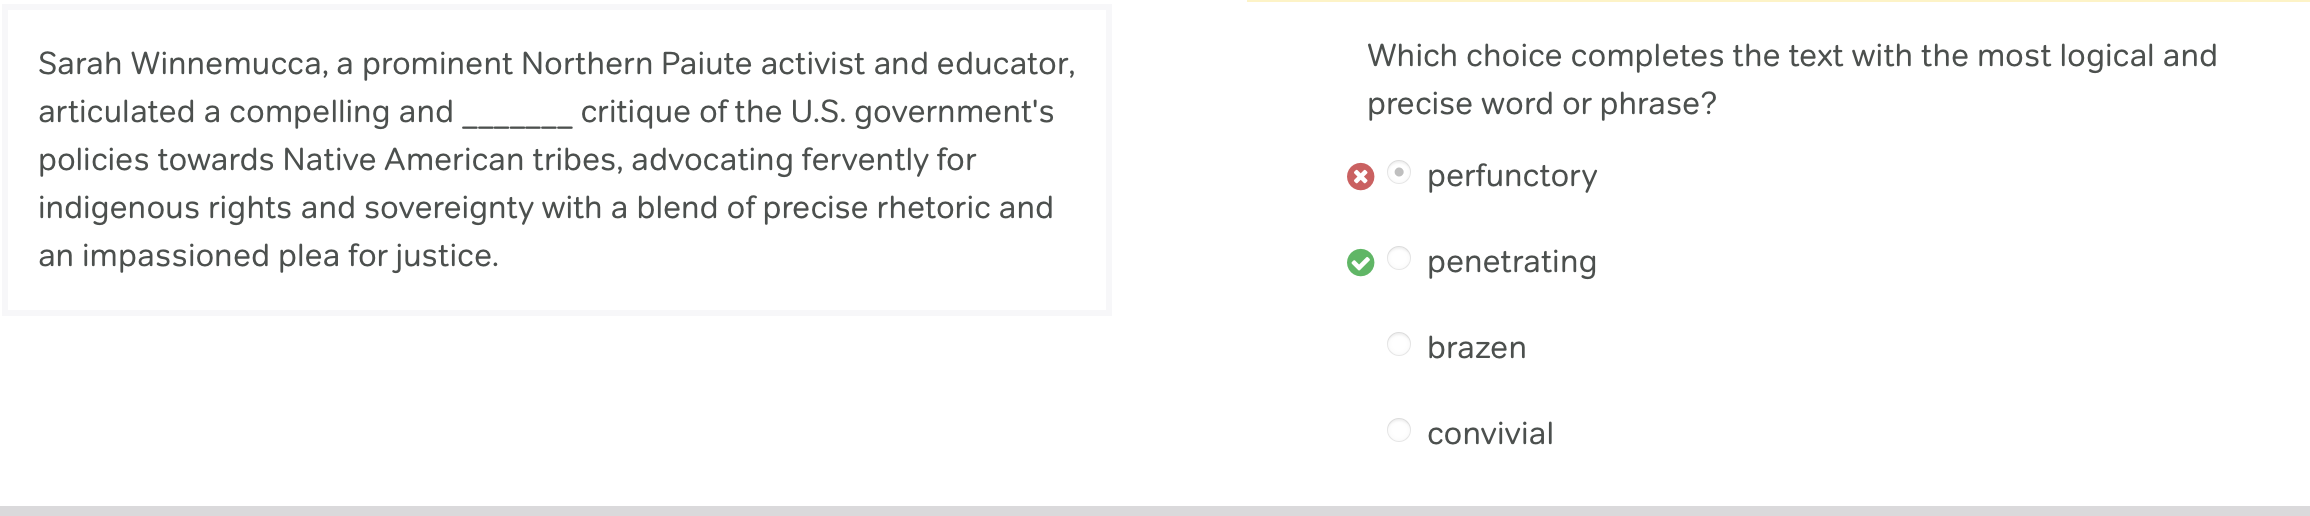 Sarah Winnemucca, a prominent Northern Paiute activist and educator,
articulated a compelling and _______ critique of the U.S. government's
policies towards Native American tribes, advocating fervently for
indigenous rights and sovereignty with a blend of precise rhetoric and
an impassioned plea for justice.
Which choice completes the text with the most logical and
precise word or phrase?
perfunctory
penetrating
brazen
convivial